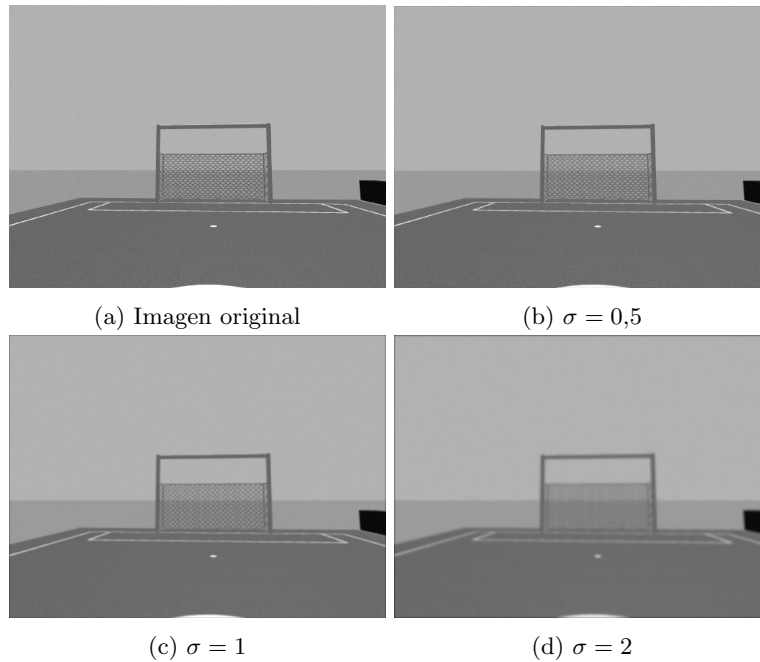 (a) Imagen original
(b) σ = 0,5
(c) σ = 1
(d) σ = 2